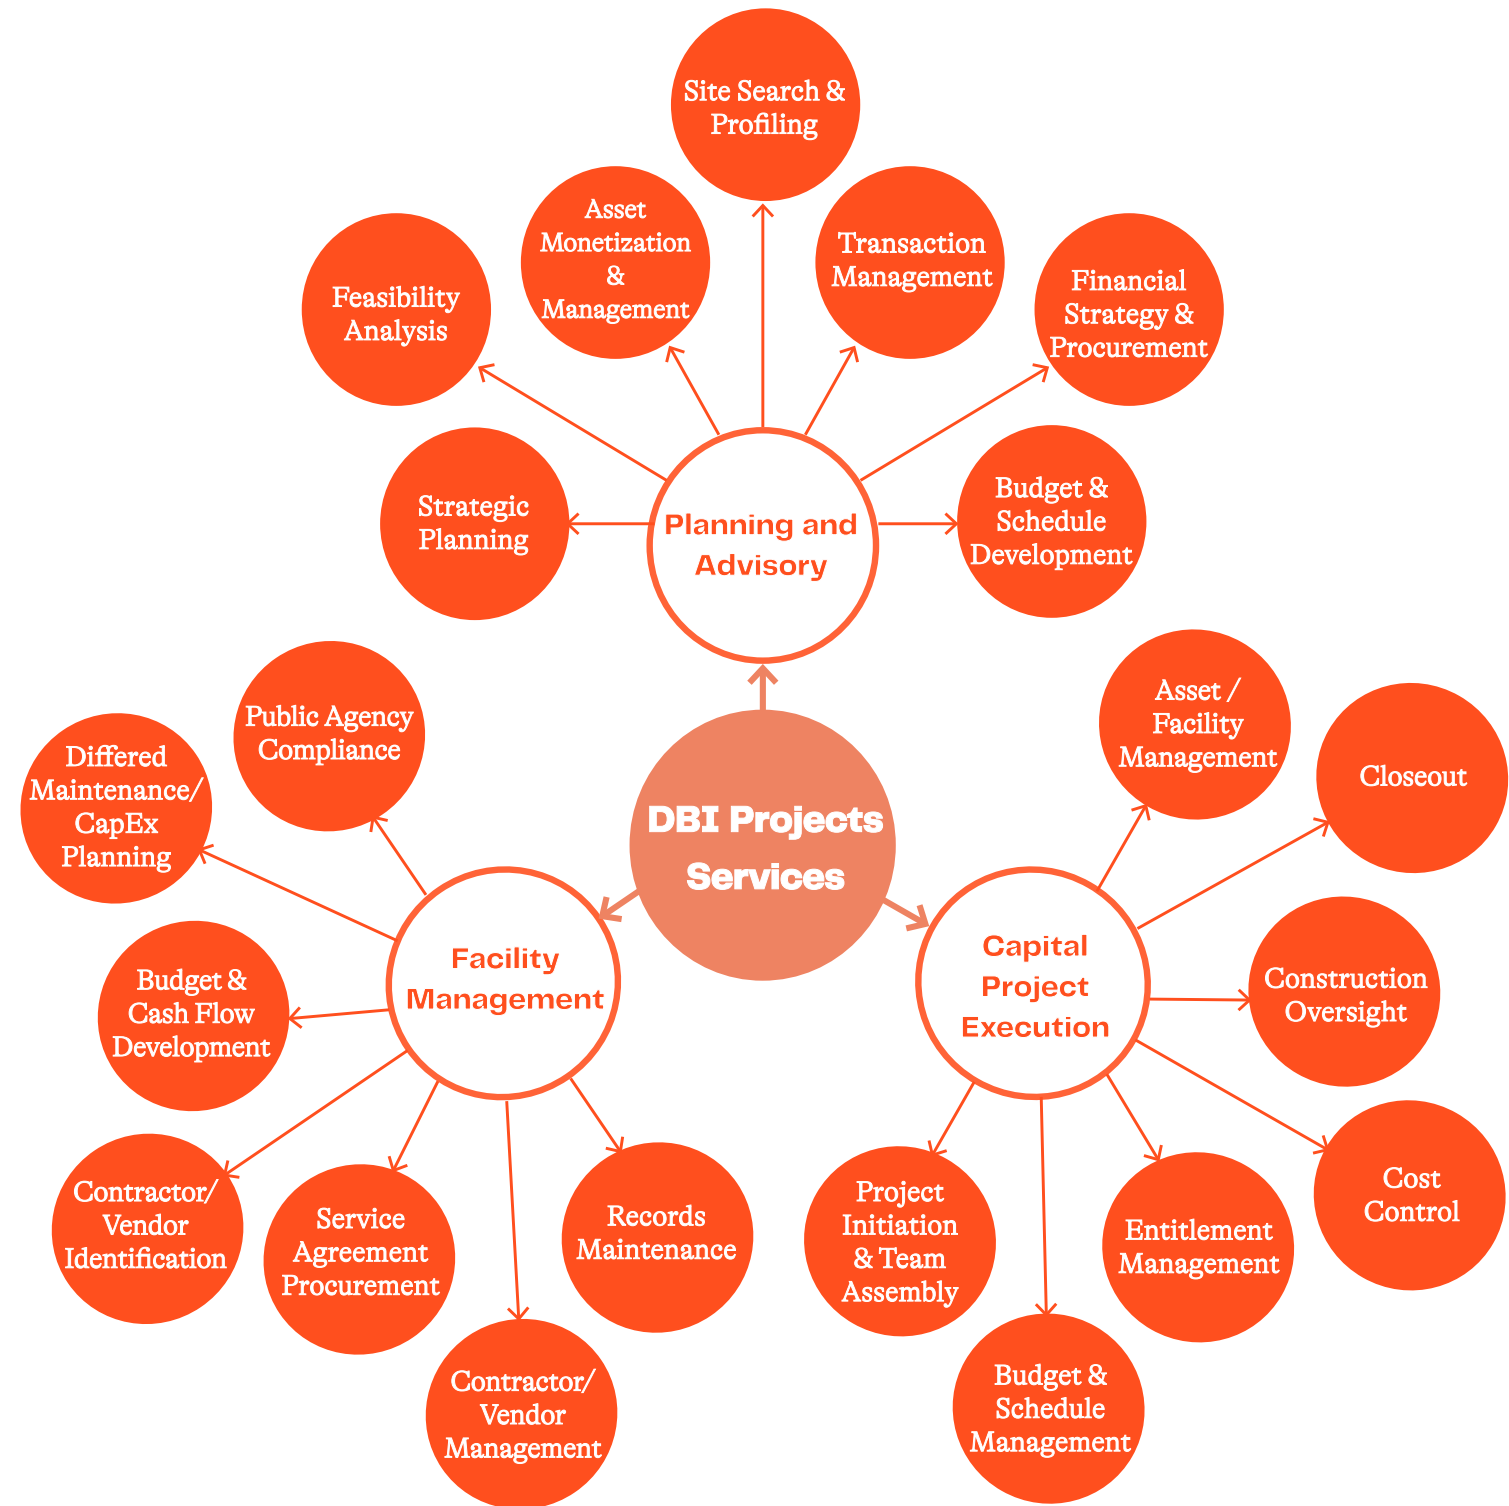 Site Search &
Profiling
Asset
Monetization
&
Management
Transaction
Management
Feasibility
Analysis
Financial
Strategy &
Procurement
Strategic
Planning
Planning and
Advisory
Budget &
Schedule
Development
Public Agency
Compliance
Differed
Maintenance/
CapEx
Planning
DBI Projects
Services
Asset /
Facility
Management
Closeout
Facility
Management
Capital
Project
Execution
Budget &
Cash Flow
Development
Construction
Oversight
Contractor/
Vendor
Identification
Service
Agreement
Procurement
Records
Maintenance
Contractor/
Vendor
Management
Project
Initiation
& Team
Assembly
Entitlement
Management
Cost
Control
Budget &
Schedule
Management